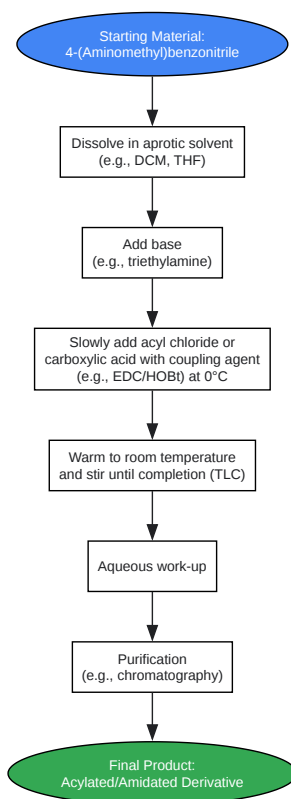 Starting Material:
4-(Aminomethyl)benzonitrile
Dissolve in aprotic solvent
(e.g., DCM, THF)
Add base
(e.g., triethylamine)
Slowly add acyl chloride or
carboxylic acid with coupling agent
(e.g., EDC/HOBt) at 0°C
Warm to room temperature
and stir until completion (TLC)
Aqueous work-up
Purification
(e.g., chromatography)
Final Product:
Acylated/Amidated Derivative